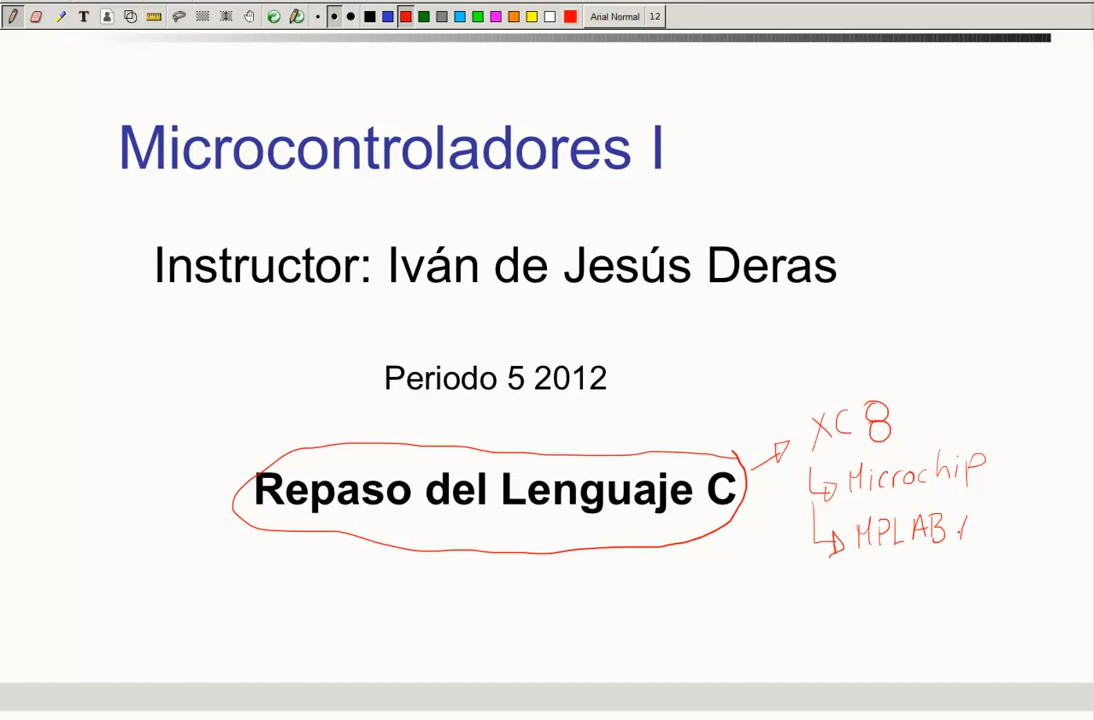 Arial Normal 12
Microcontroladores I
Instructor: Iván de Jesús Deras
Periodo 5 2012
Repaso del Lenguaje C
XC8
Microchip
MPLAB